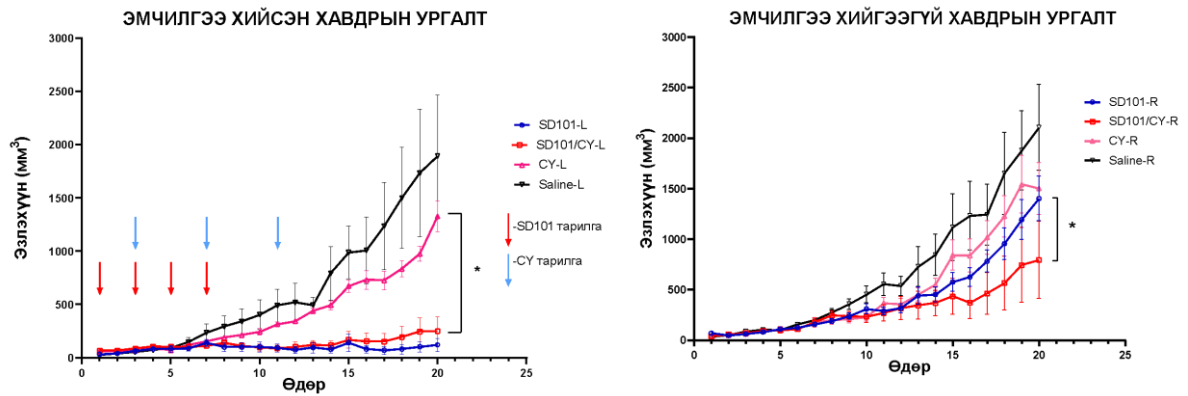 ЭМЧИЛГЭЭ ХИЙСЭН ХАВДРЫН УРГАЛТ
3000
2500
2000
1500
1000
500
0
Эзлэхүүн (мм³)
0 5 10 15 20 25
Өдөр
SD101-L
SD101/CY-L
CY-L
Saline-L
-SD101 тарилга
-CY тарилга
*
ЭМЧИЛГЭЭ ХИЙГЭЭГҮЙ ХАВДРЫН УРГАЛТ
3000
2500
2000
1500
1000
500
0
Эзлэхүүн (мм³)
0 5 10 15 20 25
Өдөр
SD101-R
SD101/CY-R
CY-R
Saline-R
*